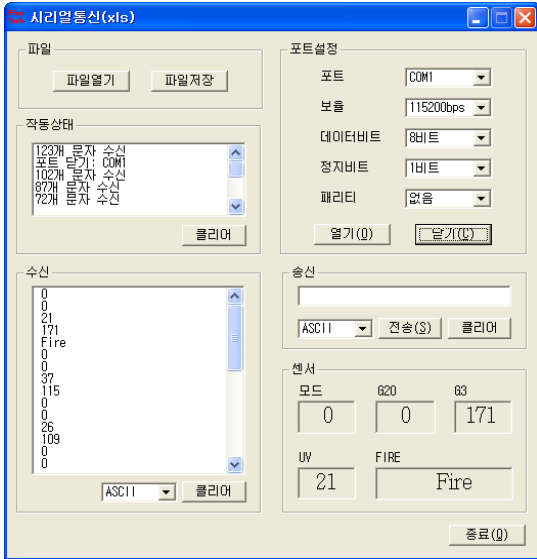 시리얼통신(xls)
파일
파일열기 파일저장
작동상태
123개 문자 수신
포트 닫기: COM1
102개 문자 수신
87개 문자 수신
72개 문자 수신
클리어
수신
0
0
21
171
Fire
0
0
37
115
0
0
26
109
0
0
ASCII 클리어
포트설정
포트 COM1
보율 115200bps
데이터비트 8비트
정지비트 1비트
패리티 없음
열기(O) 닫기(C)
송신
ASCII 전송(S) 클리어
센서
모드 G20 G3
0 0 171
UV FIRE
21 Fire
종료(Q)